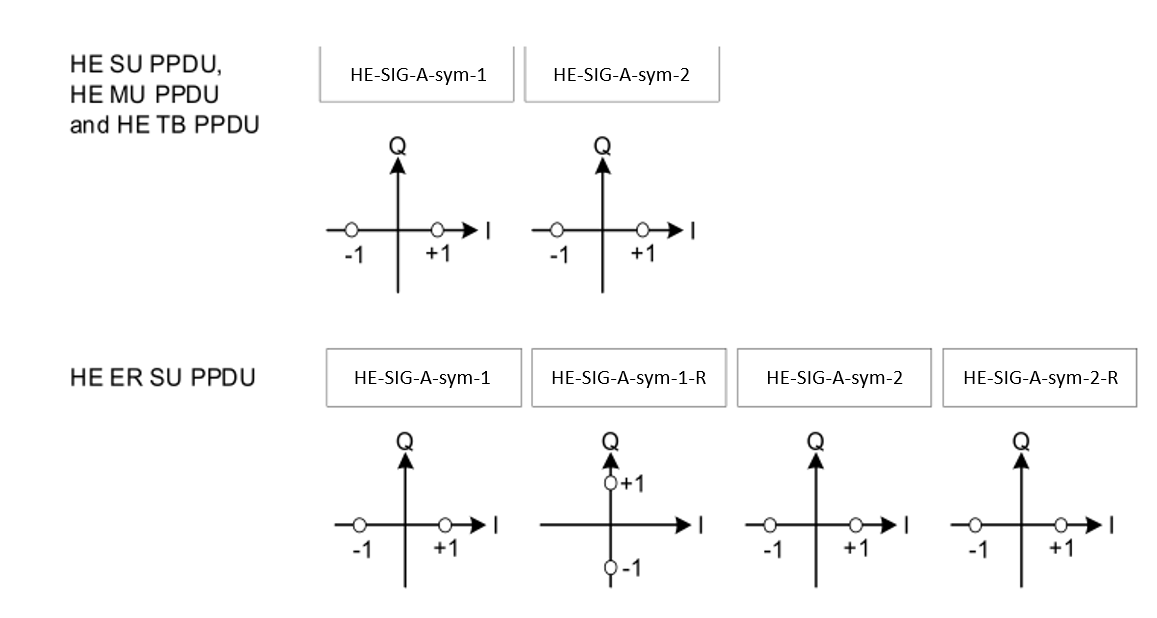 HE SU PPDU,
HE MU PPDU
and HE TB PPDU
HE-SIG-A-sym-1
HE-SIG-A-sym-2
Q
I
-1
+1
Q
I
-1
+1
HE ER SU PPDU
HE-SIG-A-sym-1
HE-SIG-A-sym-1-R
HE-SIG-A-sym-2
HE-SIG-A-sym-2-R
Q
I
-1
+1
Q
+1
I
-1
Q
I
-1
+1
Q
I
-1
+1